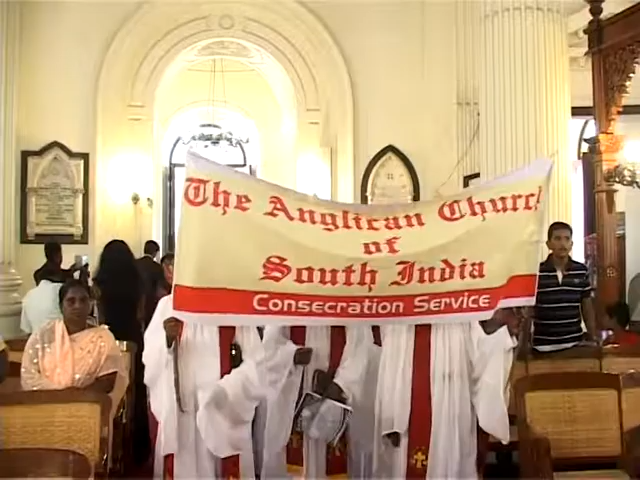 The Anglican Church
of
South India
Consecration Service